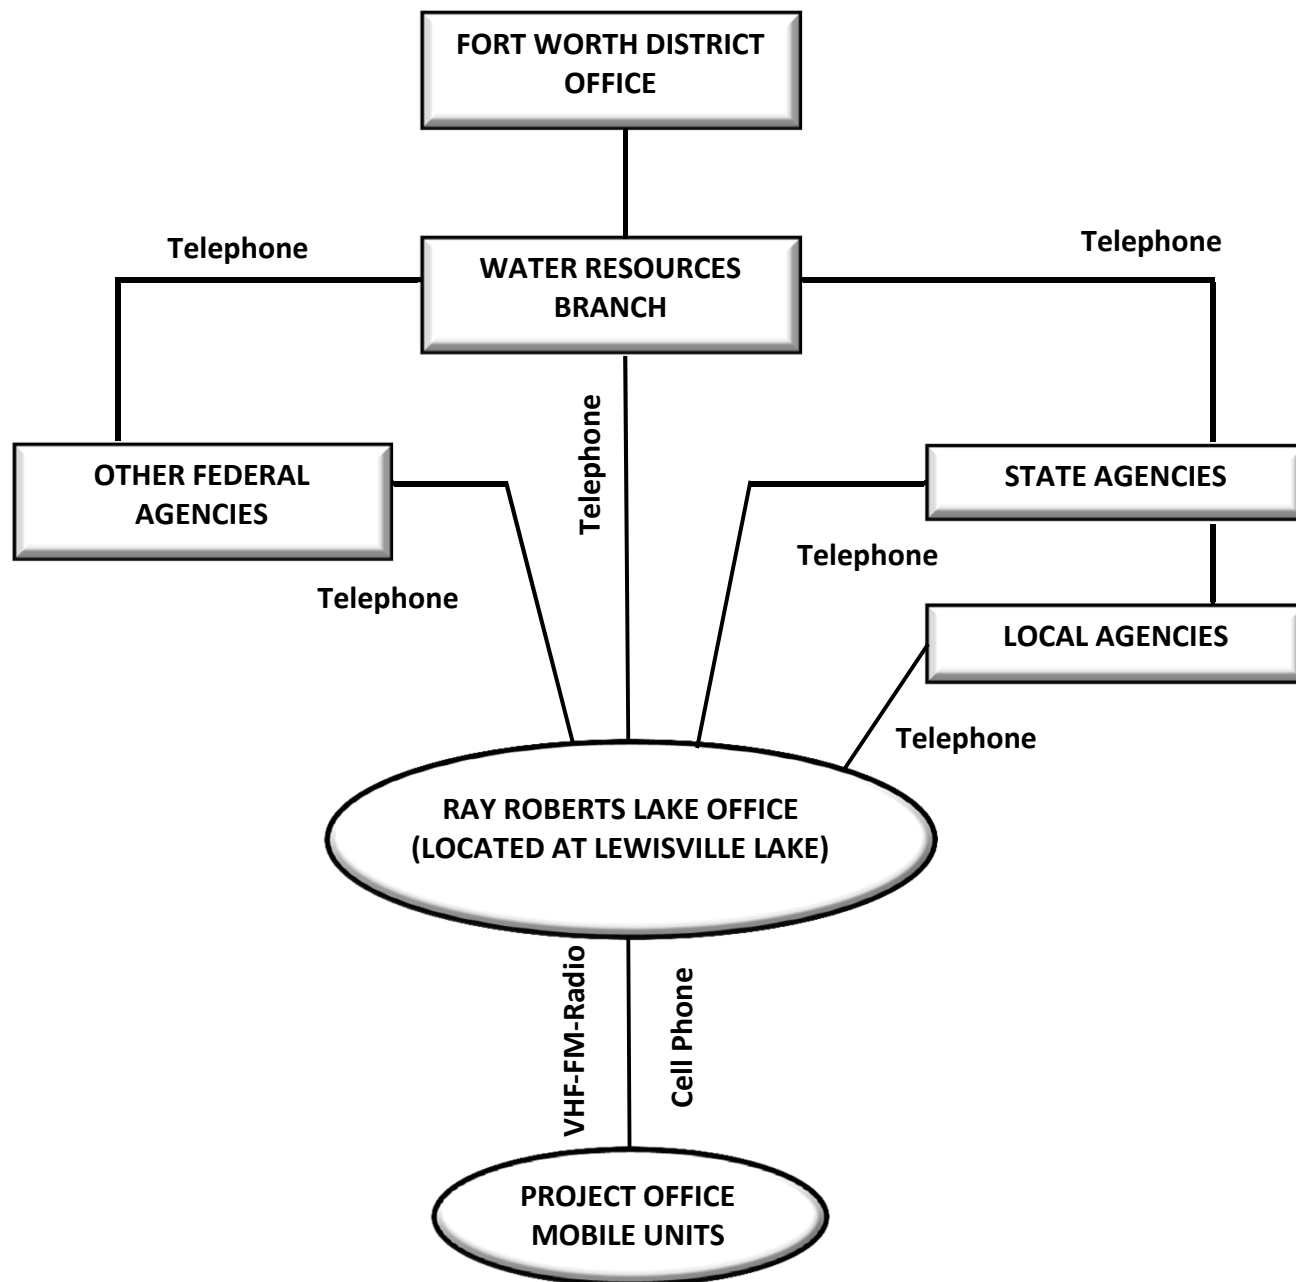 FORT WORTH DISTRICT
OFFICE
Telephone
Telephone
WATER RESOURCES
BRANCH
Telephone
OTHER FEDERAL
AGENCIES
STATE AGENCIES
Telephone
Telephone
LOCAL AGENCIES
Telephone
RAY ROBERTS LAKE OFFICE
(LOCATED AT LEWISVILLE LAKE)
VHF-FM-Radio
Cell Phone
PROJECT OFFICE
MOBILE UNITS